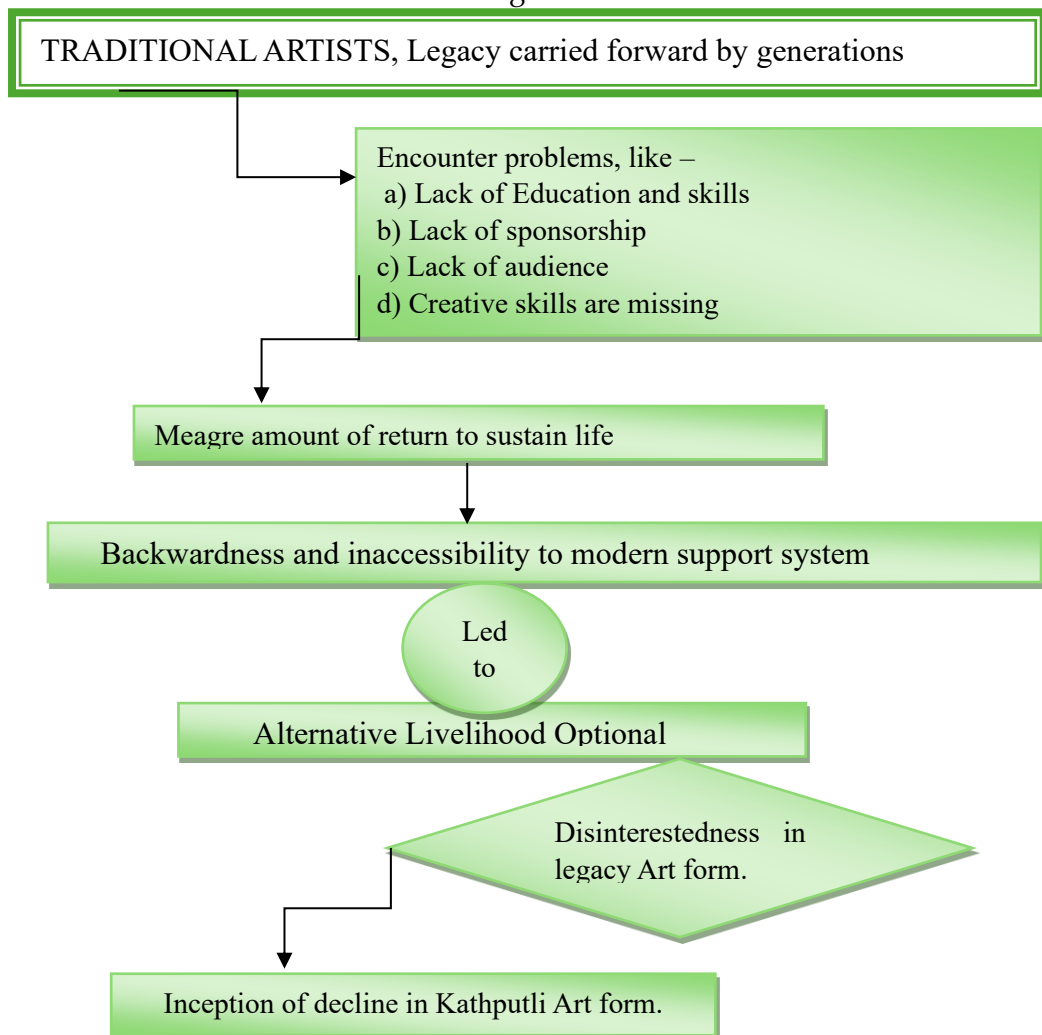 TRADITIONAL ARTISTS, Legacy carried forward by generations
Encounter problems, like –
a) Lack of Education and skills
b) Lack of sponsorship
c) Lack of audience
d) Creative skills are missing
Meagre amount of return to sustain life
Backwardness and inaccessibility to modern support system
Led
to
Alternative Livelihood Optional
Disinterestedness in
legacy Art form.
Inception of decline in Kathputli Art form.